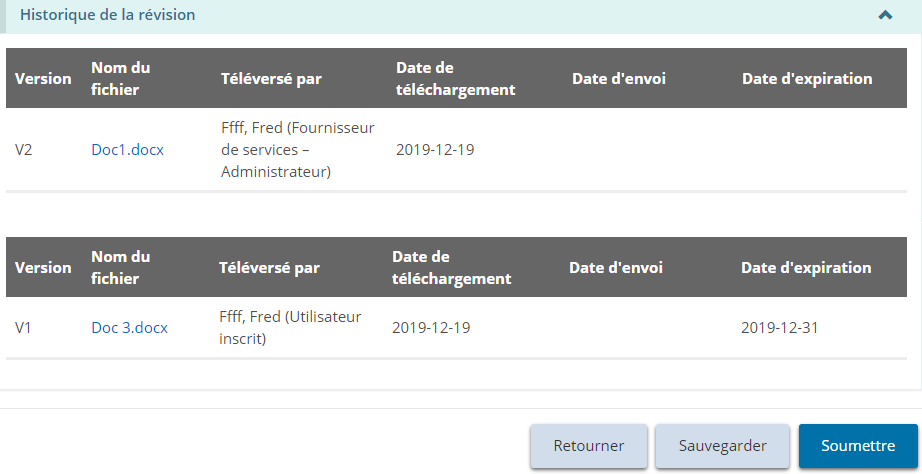 Historique de la révision
Version Nom du fichier Téléversé par Date de téléchargement Date d'envoi Date d'expiration
V2 Doc1.docx Ffff, Fred (Fournisseur de services – Administrateur) 2019-12-19
Version Nom du fichier Téléversé par Date de téléchargement Date d'envoi Date d'expiration
V1 Doc 3.docx Ffff, Fred (Utilisateur inscrit) 2019-12-19 2019-12-31
Retourner Sauvegarder Soumettre